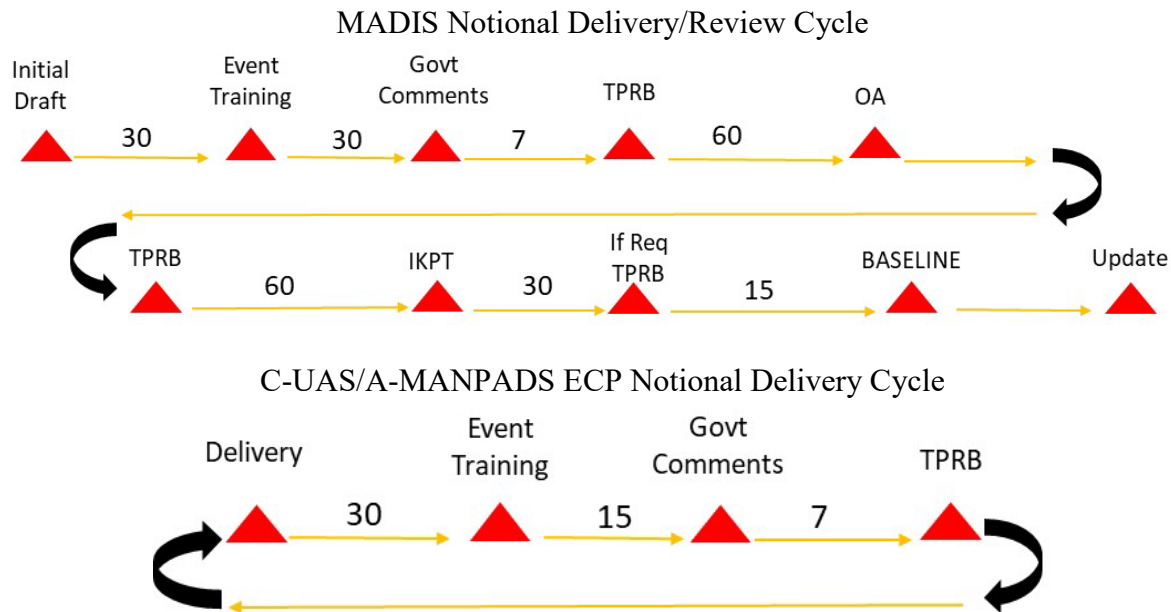 MADIS Notional Delivery/Review Cycle
Initial
Draft
Event
Training
Govt
Comments
TPRB
OA
30
30
7
60
TPRB
IKPT
If Req
TPRB
BASELINE
Update
60
30
15
C-UAS/A-MANPADS ECP Notional Delivery Cycle
Delivery
Event
Training
Govt
Comments
TPRB
30
15
7